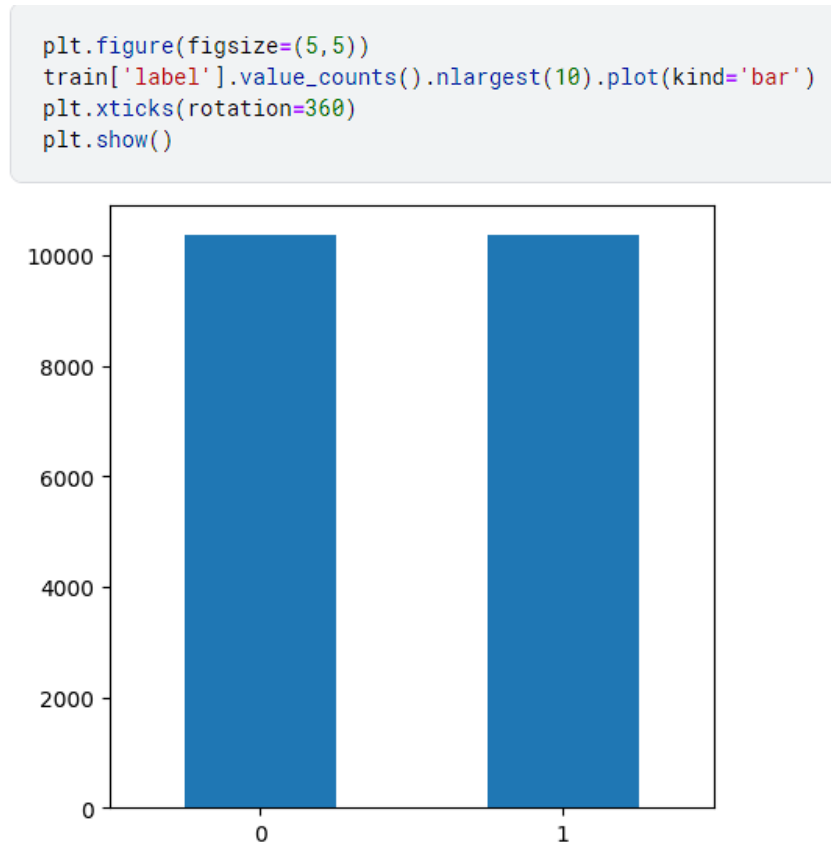 plt.figure(figsize=(5,5))
train['label'].value_counts().nlargest(10).plot(kind='bar')
plt.xticks(rotation=360)
plt.show()
10000
8000
6000
4000
2000
0
0 1